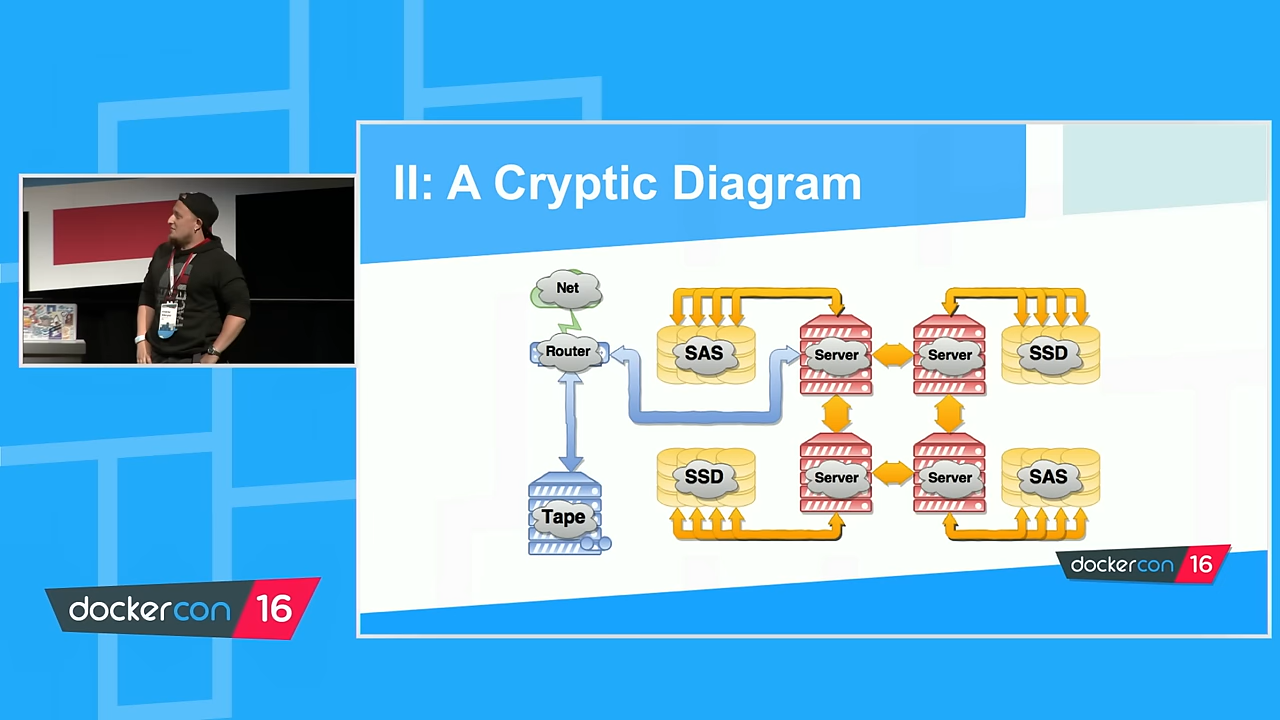 II: A Cryptic Diagram
Net
Router
SAS
Server
Server
SSD
SSD
Server
Server
SAS
Tape
dockercon 16
dockercon 16